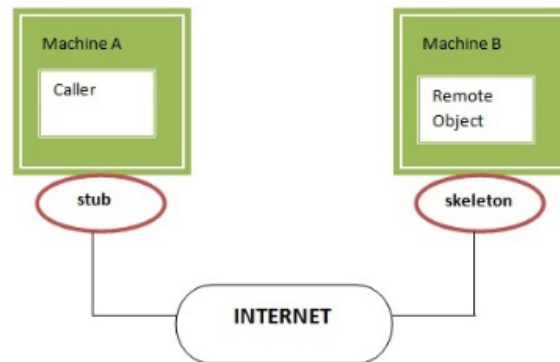 Machine A
Caller
stub
Machine B
Remote
Object
skeleton
INTERNET